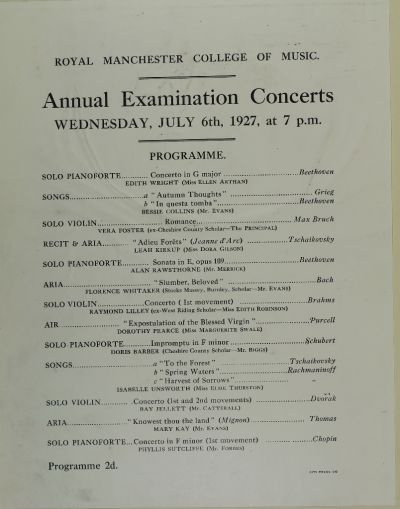 ROYAL MANCHESTER COLLEGE OF MUSIC.
Annual Examination Concerts
WEDNESDAY, JULY 6th, 1927, at 7 p.m.
PROGRAMME.
SOLO PIANOFORTE.......... Concerto in G major ..................Beethoven
EDITH WRIGHT (Miss ELLEN ARTHAN)
SONGS.......................a "Autumn Thoughts" ........................Grieg
b "In questa tomba"....................Beethoven
BESSIE COLLINS (Mr. EVANS)
SOLO VIOLIN....................... Romance..........................Max Bruch
VERA FOSTER (ex-Cheshire County Scholar—The PRINCIPAL)
RECIT & ARIA.......... "Adieu Forêts" (Jeanne d'Arc) ..............Tschaikovsky
LEAH KIRKUP (Miss DORA GILSON)
SOLO PIANOFORTE........... Sonata in E, opus 109....................Beethoven
ALAN RAWSTHORNE (Mr. MERRICK)
ARIA........................... "Slumber, Beloved" ........................Bach
FLORENCE WHITAKER (Stocks Massey, Burnley, Scholar—Mr. EVANS)
SOLO VIOLIN................Concerto (1st movement) ..................Brahms
RAYMOND LILLEY (ex-West Riding Scholar—Miss EDITH ROBINSON)
AIR ............... "Expostulation of the Blessed Virgin"..............Purcell
DOROTHY PEARCE (Miss MARGUERITE SWALE)
SOLO PIANOFORTE...........Impromptu in F minor ..................Schubert
DORIS BARBER (Cheshire County Scholar—Mr. BIGGS)
SONGS .....................a "To the Forest" ....................Tschaikovsky
b "Spring Waters".................Rachmaninoff
c "Harvest of Sorrows" .................. „
ISABELLE UNSWORTH (Miss ELSIE THURSTON)
SOLO VIOLIN...........Concerto (1st and 2nd movements) .............Dvorák
RAY JELLETT (Mr. CATTERALL)
ARIA............... "Knowest thou the land" (Mignon) ..............Thomas
MARY KAY (Mr. EVANS)
SOLO PIANOFORTE...Concerto in F minor (1st movement) ..............Chopin
PHYLLIS SUTCLIFFE (Mr. FORBES)
Programme 2d.